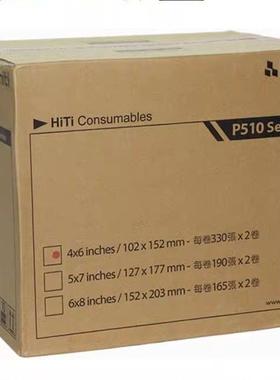 HiTi Consumables
P510 Se
4x6 inches / 102 x 152 mm - 每卷330張 x 2卷
5x7 inches / 127 x 177 mm - 每卷190張 x 2卷
6x8 inches / 152 x 203 mm - 每卷165張 x 2卷
www.